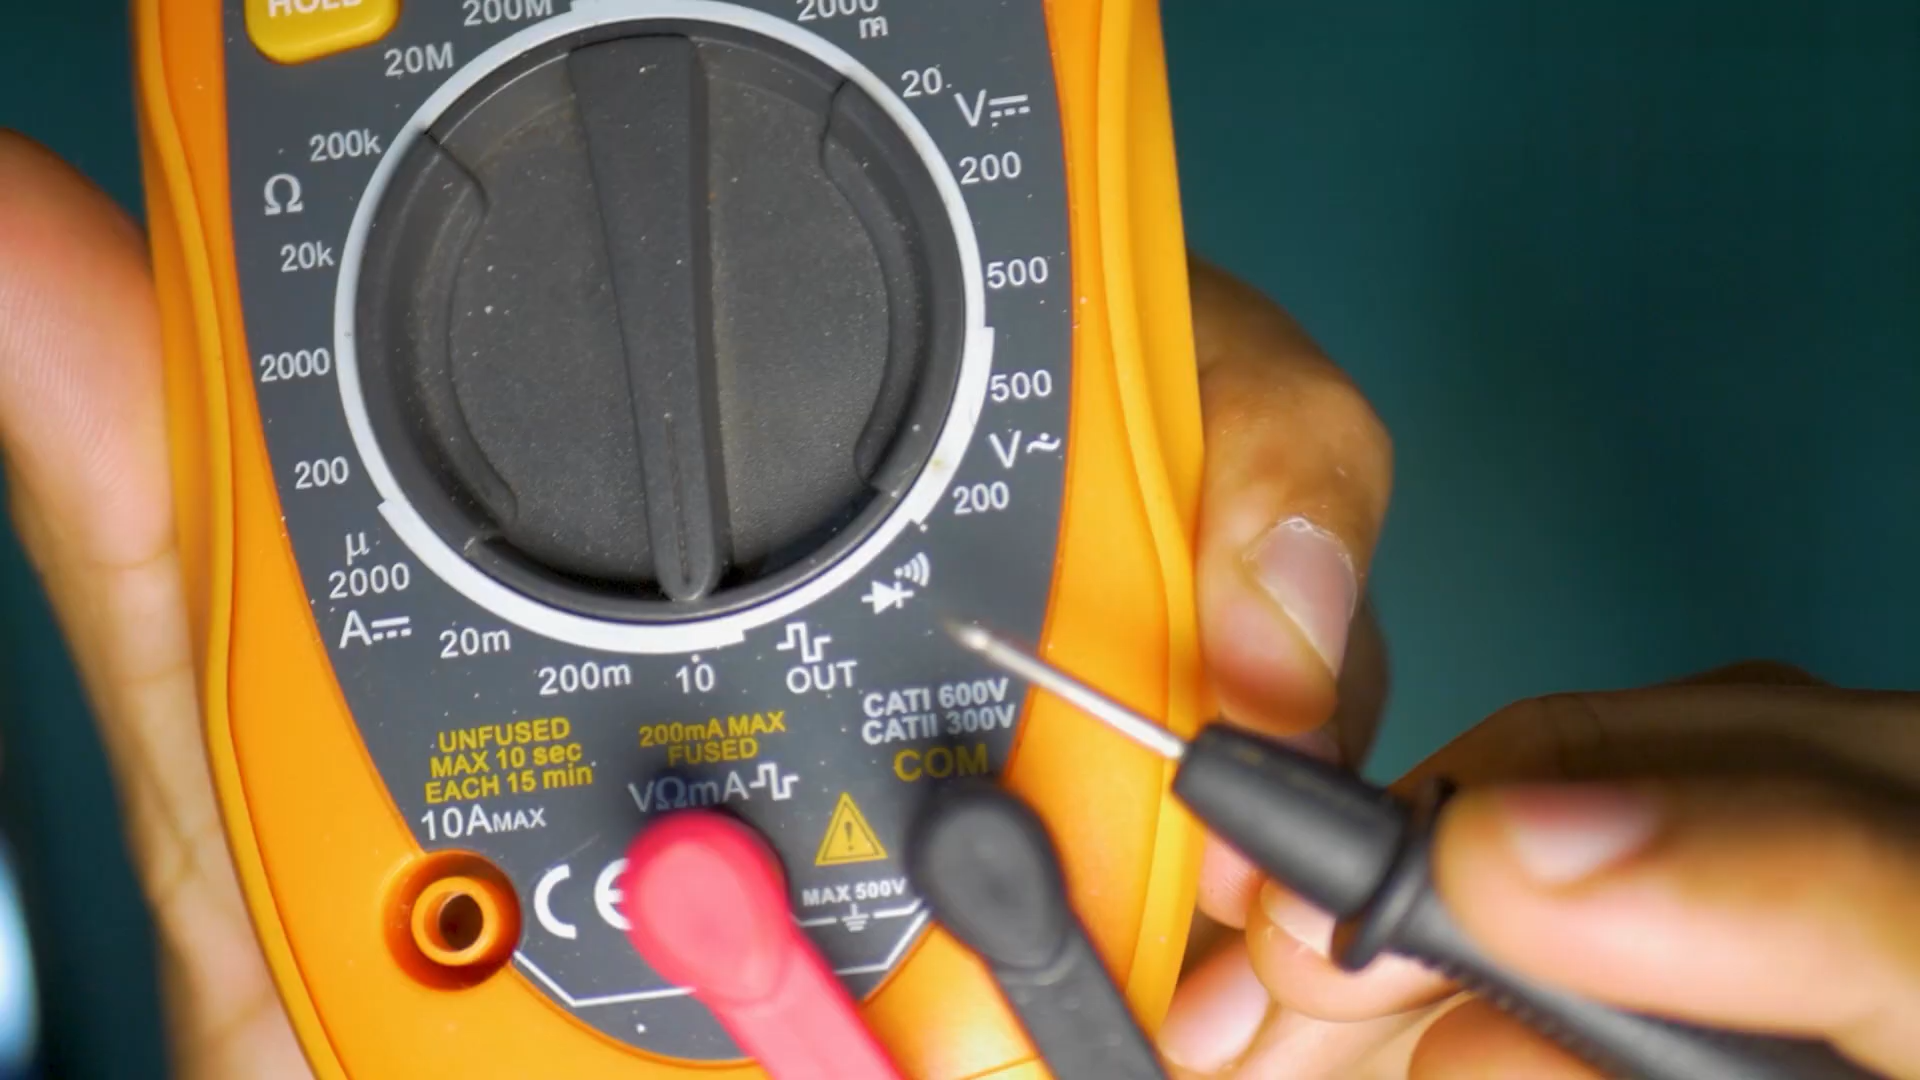 HOLD
200M
2000
m
20M
20
V
200k
200
Ω
20k
500
2000
500
V~
200
200
μ
2000
A
20m
200m
10
OUT
CATI 600V
CATII 300V
UNFUSED
MAX 10 sec
EACH 15 min
10AMAX
200mA MAX
FUSED
VΩmA
COM
CE
MAX 500V